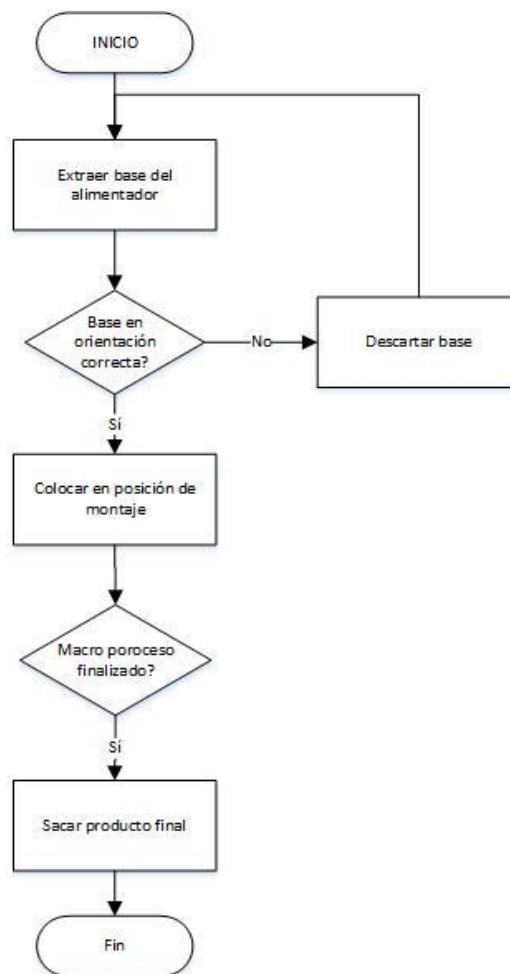 INICIO
Extraer base del
alimentador
Base en
orientación
correcta?
No
Descartar base
Sí
Colocar en posición de
montaje
Macro poroceso
finalizado?
Sí
Sacar producto final
Fin